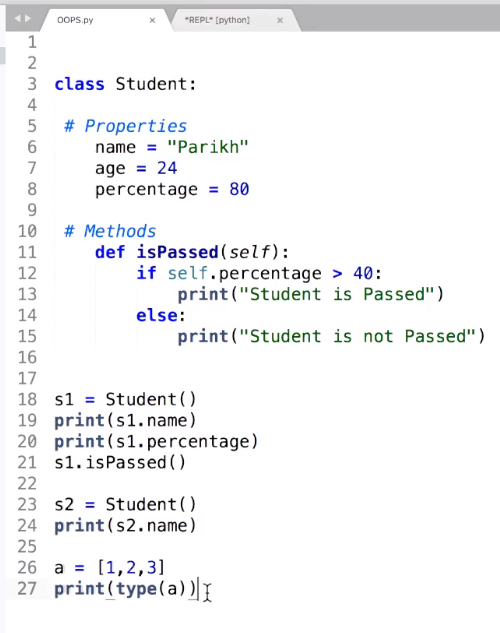 OOPS.py × *REPL* [python] ×
1
2
3 class Student:
4
5 # Properties
6 name = "Parikh"
7 age = 24
8 percentage = 80
9
10 # Methods
11 def isPassed(self):
12 if self.percentage > 40:
13 print("Student is Passed")
14 else:
15 print("Student is not Passed")
16
17
18 s1 = Student()
19 print(s1.name)
20 print(s1.percentage)
21 s1.isPassed()
22
23 s2 = Student()
24 print(s2.name)
25
26 a = [1,2,3]
27 print(type(a))